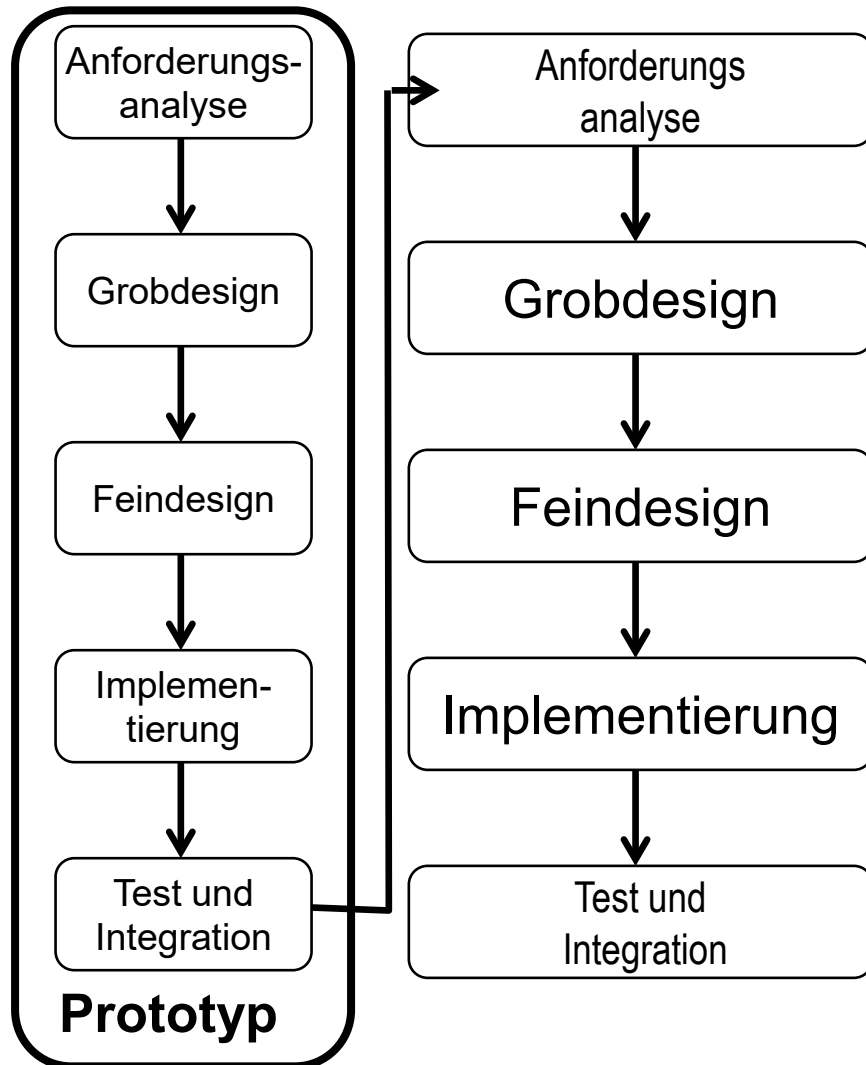 Anforderungs-
analyse
Grobdesign
Feindesign
Implemen-
tierung
Test und
Integration
Prototyp
Anforderungs
analyse
Grobdesign
Feindesign
Implementierung
Test und
Integration